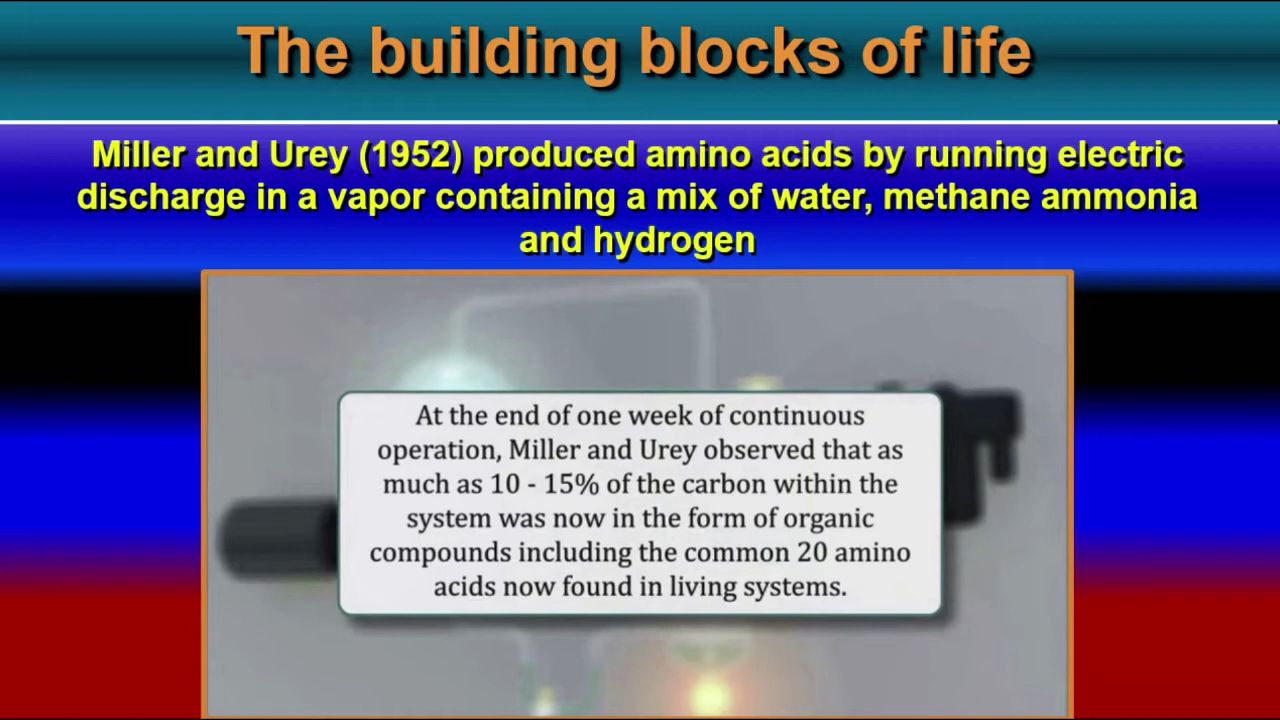 The building blocks of life
Miller and Urey (1952) produced amino acids by running electric
discharge in a vapor containing a mix of water, methane ammonia
and hydrogen
At the end of one week of continuous
operation, Miller and Urey observed that as
much as 10 - 15% of the carbon within the
system was now in the form of organic
compounds including the common 20 amino
acids now found in living systems.